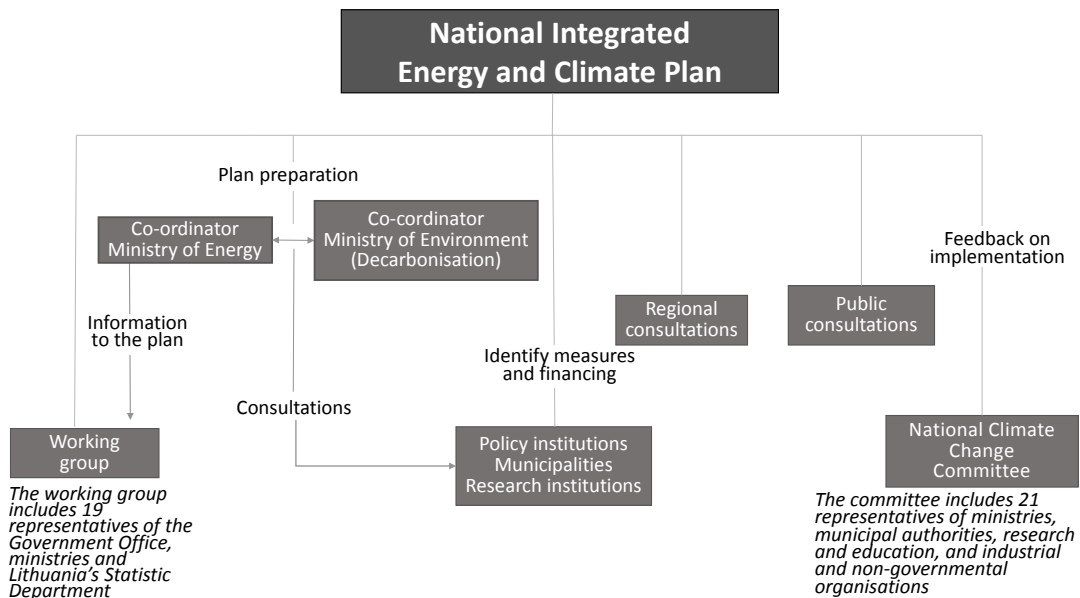 National Integrated
Energy and Climate Plan
Plan preparation
Co-ordinator
Ministry of Energy
Co-cordinator
Ministry of Environment
(Decarbonisation)
Feedback on
implementation
Regional
consultations
Public
consultations
Information
to the plan
Identify measures
and financing
Consultations
Working
group
Policy institutions
Municipalities
Research institutions
National Climate
Change
Committee
The working group
includes 19
representatives of the
Government Office,
ministries and
Lithuania's Statistic
Department
The committee includes 21
representatives of ministries,
municipal authorities, research
and education, and industrial
and non-governmental
organisations